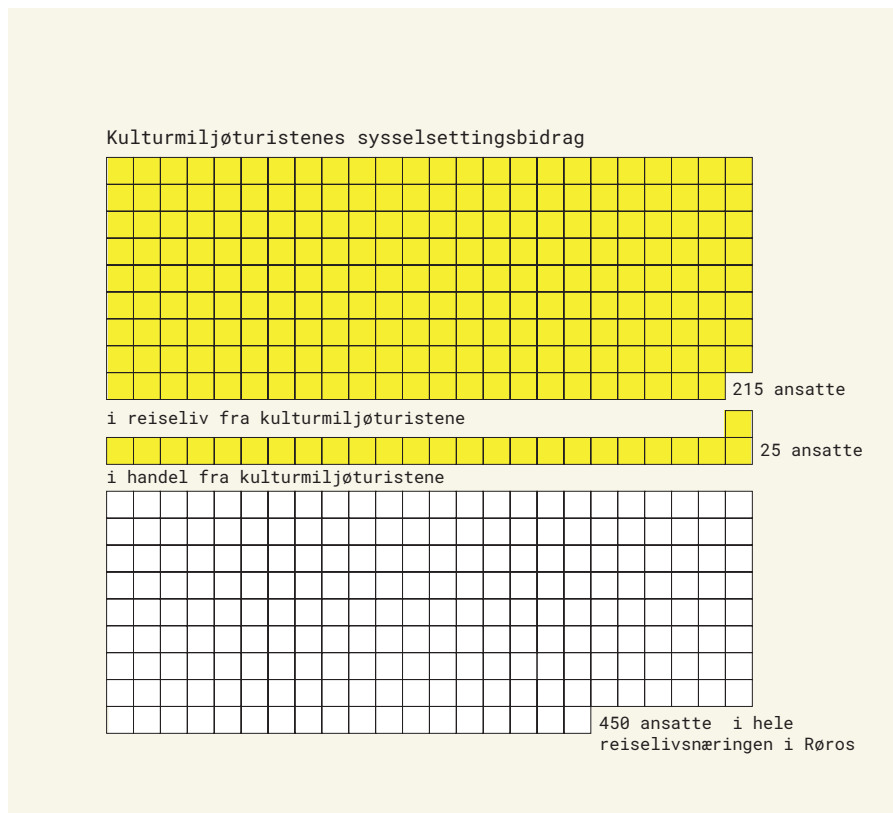 Kulturmiljøturistenes sysselsettingsbidrag
215 ansatte
i reiseliv fra kulturmiljøturistene
25 ansatte
i handel fra kulturmiljøturistene
450 ansatte  i hele
reiselivsnæringen i Røros